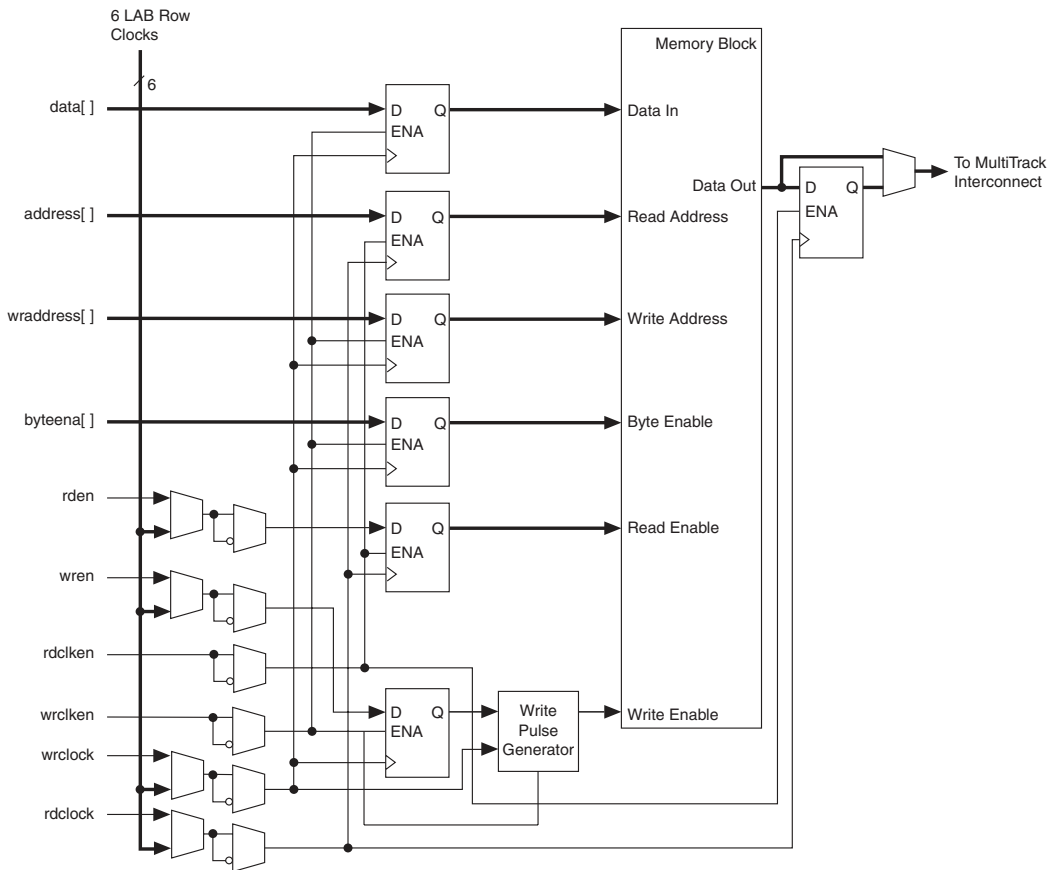 6 LAB Row
Clocks
6
Memory Block
data[ ]
D Q
ENA
Data In
To MultiTrack
Interconnect
Data Out
D Q
ENA
address[ ]
D Q
ENA
Read Address
wraddress[ ]
D Q
ENA
Write Address
byteena[ ]
D Q
ENA
Byte Enable
rden
D Q
ENA
Read Enable
wren
rdclken
wrclken
D Q
ENA
Write
Pulse
Generator
Write Enable
wrclock
rdclock